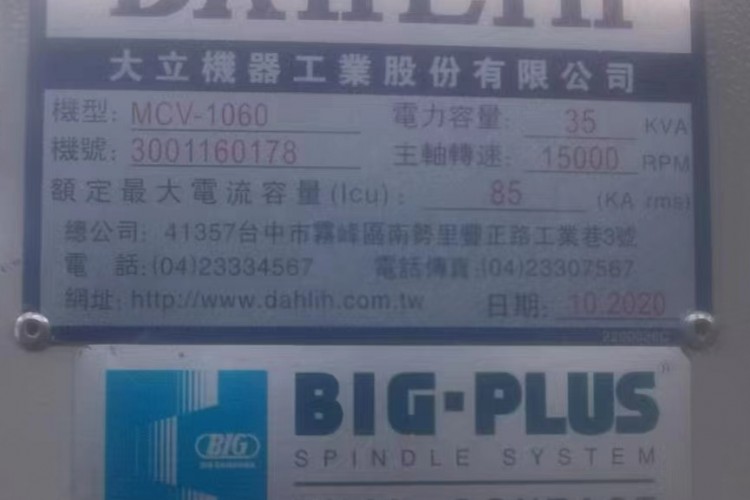 DAHLIH
大立機器工業股份有限公司
機型: MCV-1060 電力容量: 35 KVA
機號: 3001160178 主軸轉速: 15000 RPM
額定最大電流容量(Icu): 85 (KA rms)
總公司: 41357台中市霧峰區南勢里豐正路工業巷3號
電 話:(04)23334567 電話傳真:(04)23307567
網址: http://www.dahlih.com.tw 日期: 10.2020
BIG-PLUS
BIG
SPINDLE SYSTEM